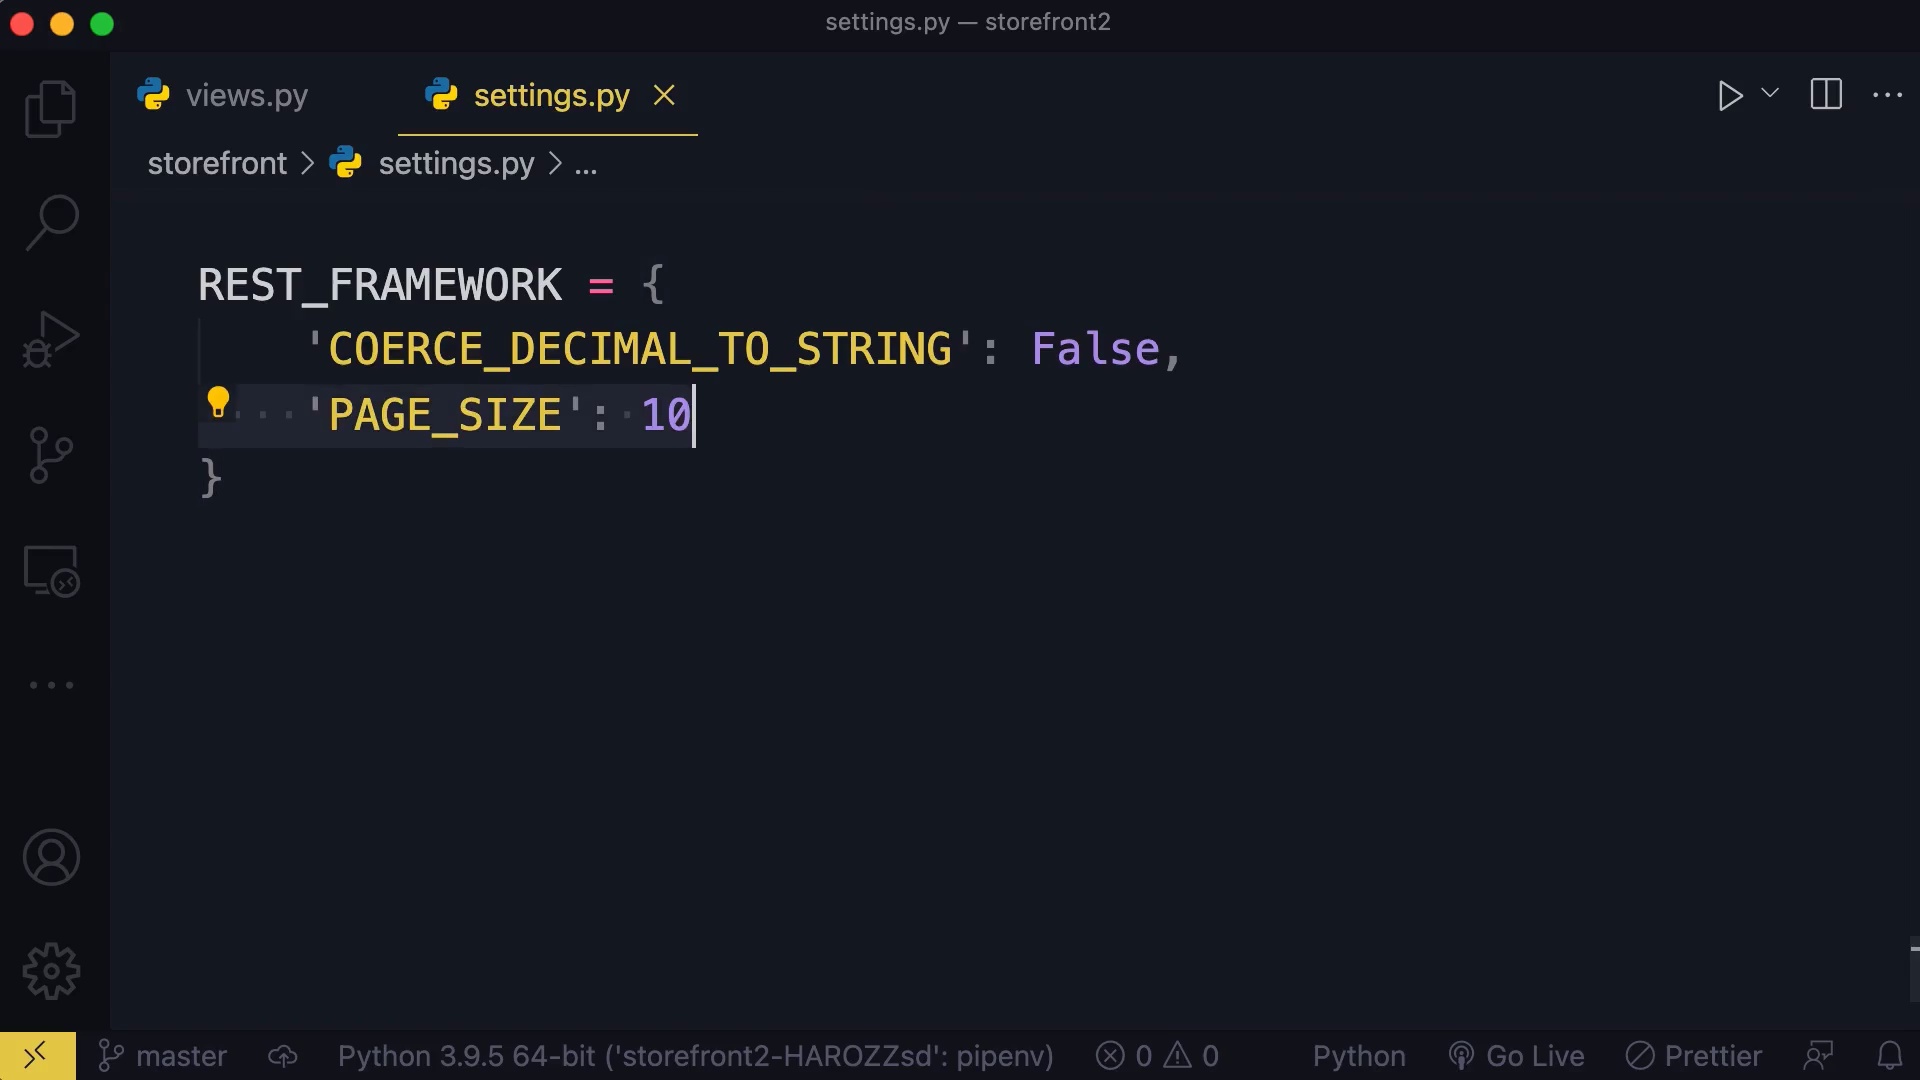 settings.py — storefront2
views.py
settings.py
storefront > settings.py > ...
REST_FRAMEWORK = {
    'COERCE_DECIMAL_TO_STRING': False,
    'PAGE_SIZE': 10
}
master Python 3.9.5 64-bit ('storefront2-HAROZZsd': pipenv) 0 0 Python Go Live Prettier